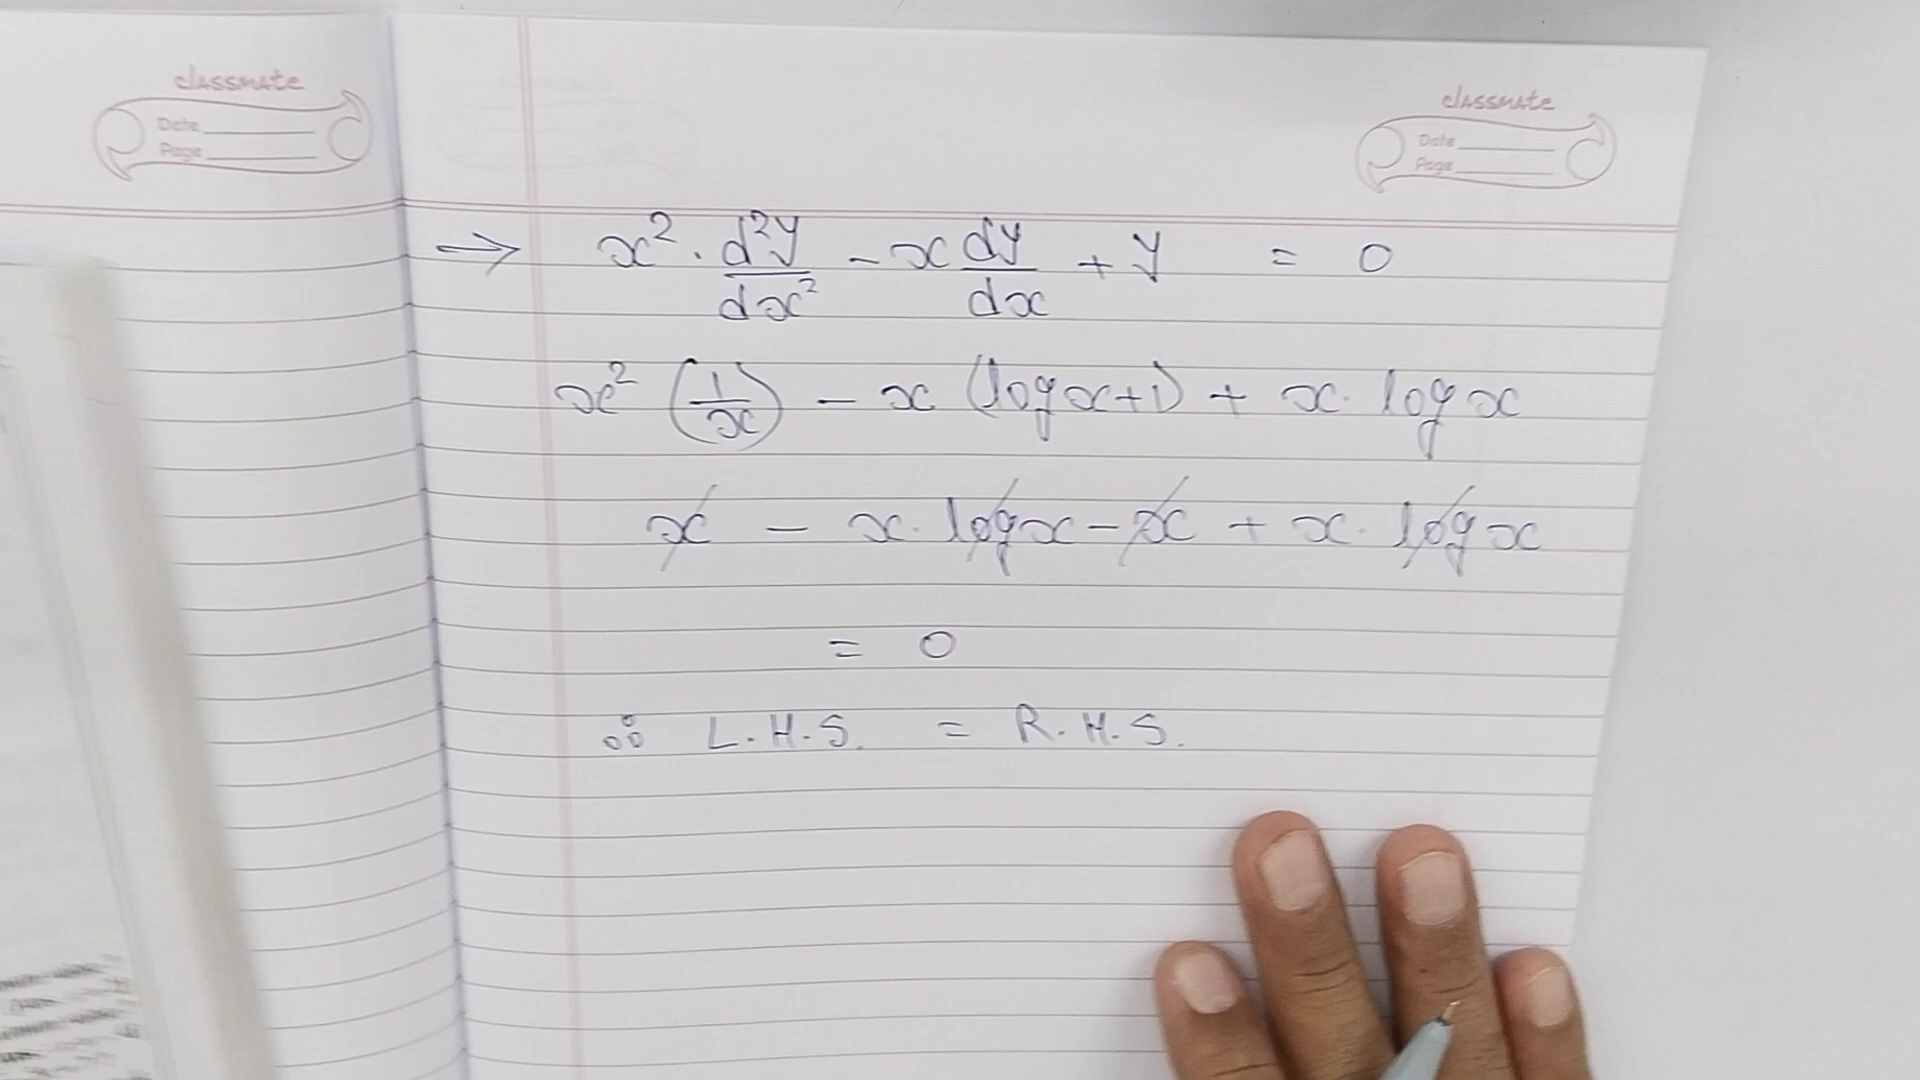 classmate
Date
Page
classmate
Date
Page
→ x² · d²y/dx² - x dy/dx + y = 0
x² (1/x) - x (log x+1) + x · log x
x - x · log x - x + x · log x
= 0
∴ L.H.S. = R.H.S.